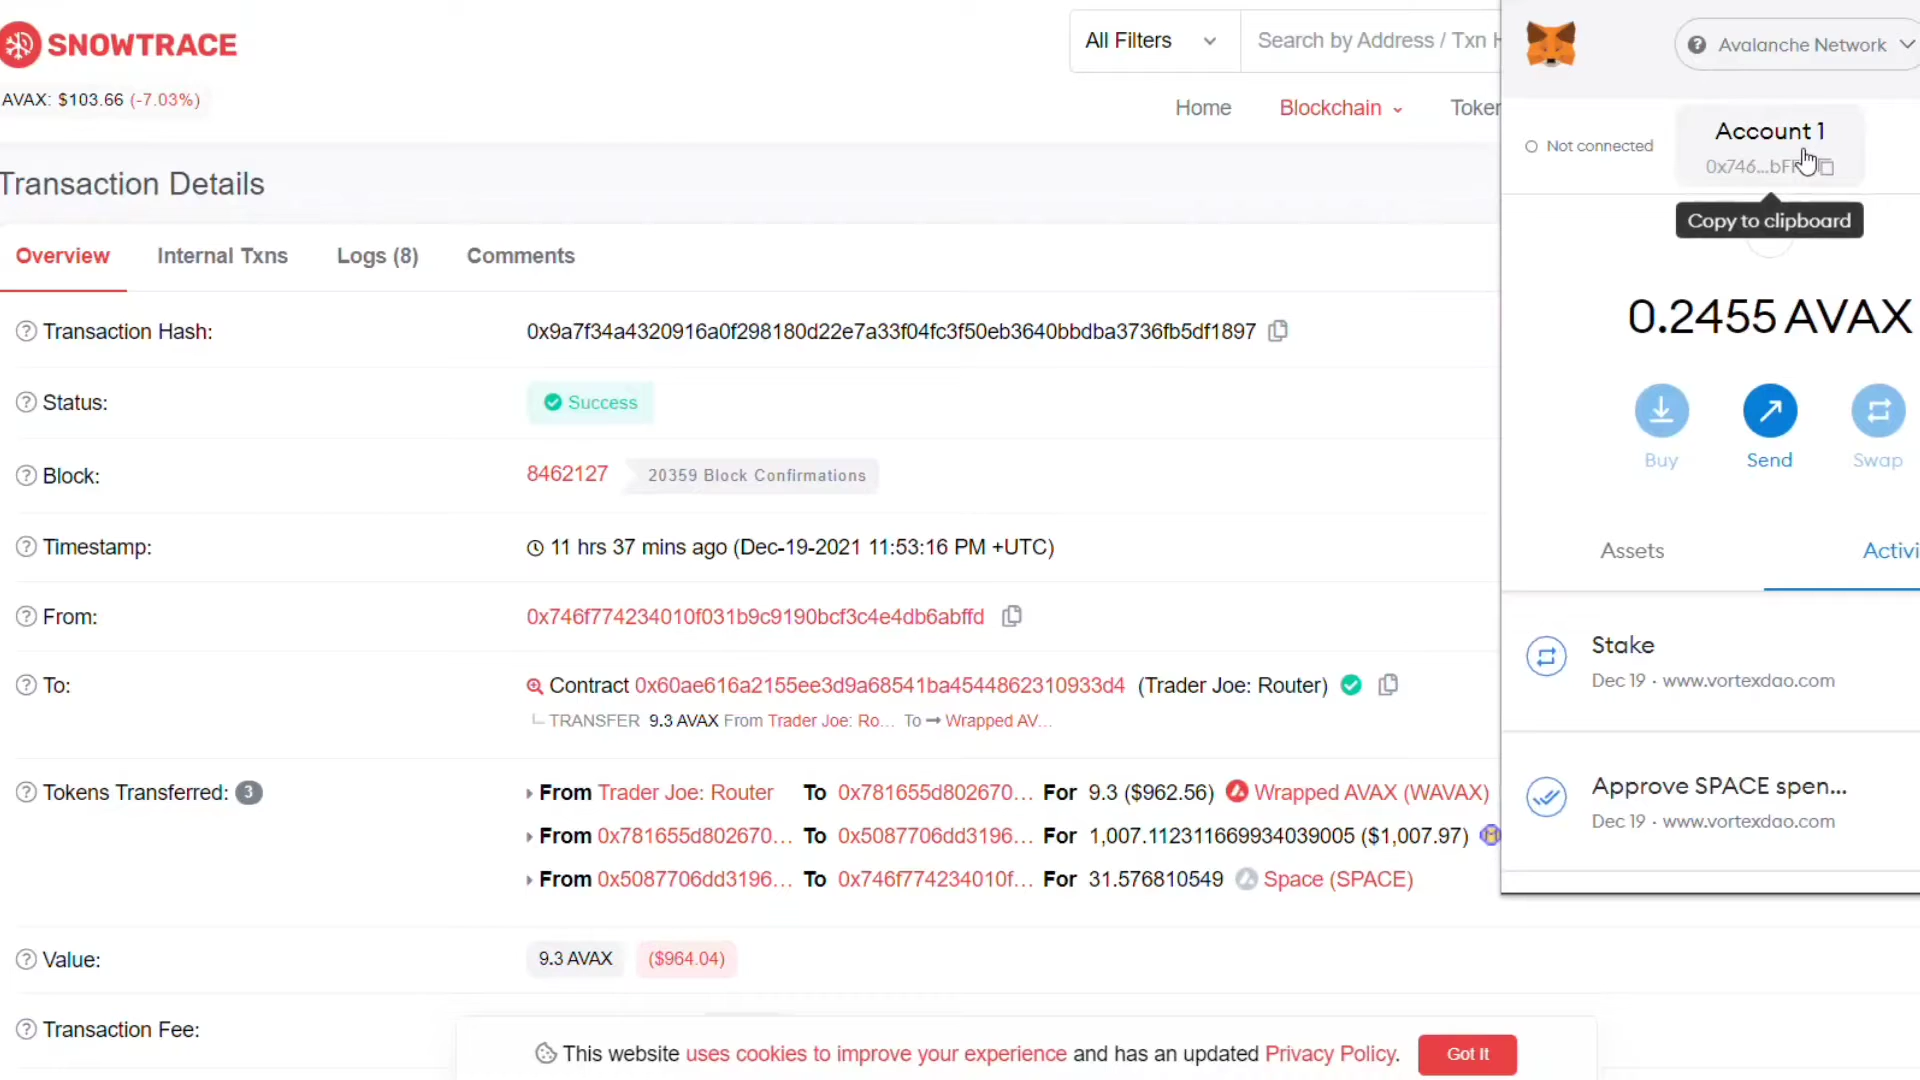 SNOWTRACE
AVAX: $103.66 (-7.03%)
All Filters
Search by Address / Txn
Home
Blockchain
Transaction Details
Overview
Internal Txns
Logs (8)
Comments
Transaction Hash:
0x9a7f34a4320916a0f298180d22e7a33f04fc3f50eb3640bbdba3736fb5df1897
Status:
Success
Block:
8462127
20359 Block Confirmations
Timestamp:
11 hrs 37 mins ago (Dec-19-2021 11:53:16 PM +UTC)
From:
0x746f774234010f031b9c9190bcf3c4e4db6abffd
To:
Contract 0x60ae616a2155ee3d9a68541ba4544862310933d4 (Trader Joe: Router)
TRANSFER 9.3 AVAX From Trader Joe: Ro... To Wrapped AV...
Tokens Transferred: 3
From Trader Joe: Router To 0x781655d802670... For 9.3 ($962.56) Wrapped AVAX (WAVAX)
From 0x781655d802670... To 0x5087706dd3196... For 1,007.112311669934039005 ($1,007.97)
From 0x5087706dd3196... To 0x746f774234010f... For 31.576810549 Space (SPACE)
Value:
9.3 AVAX
($964.04)
Transaction Fee:
This website uses cookies to improve your experience and has an updated Privacy Policy.
Got It
Avalanche Network
Not connected
Account 1
Copy to clipboard
0.2455 AVAX
Buy
Send
Swap
Assets
Stake
Dec 19 · www.vortexdao.com
Approve SPACE spen...
Dec 19 · www.vortexdao.com